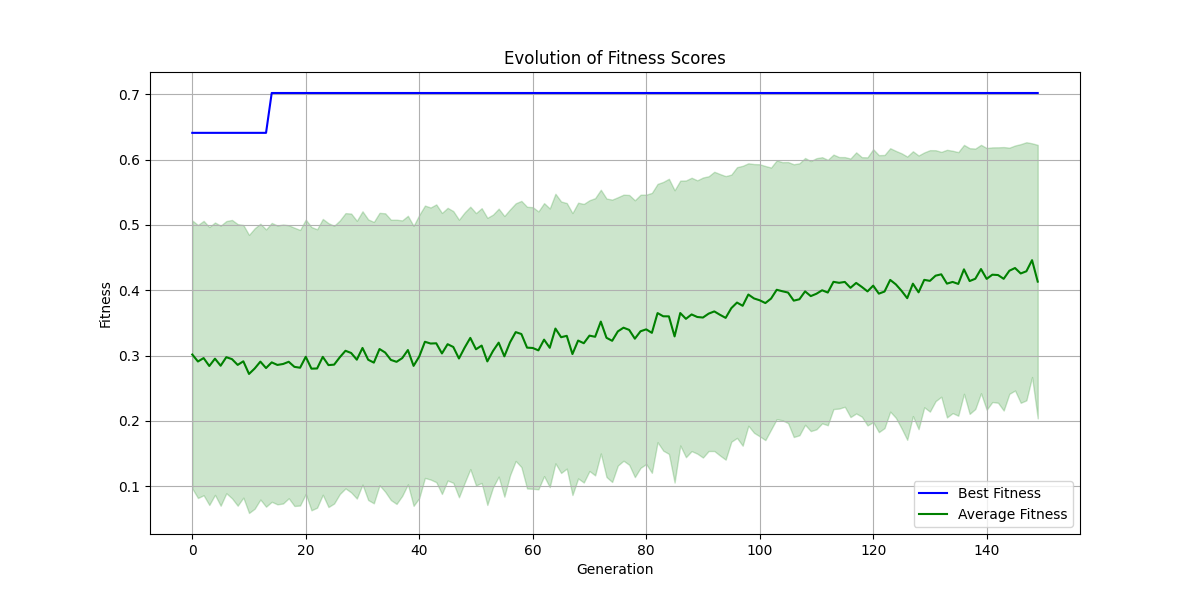 Evolution of Fitness Scores
Fitness
0.7
0.6
0.5
0.4
0.3
0.2
0.1
0 20 40 60 80 100 120 140
Generation
Best Fitness
Average Fitness